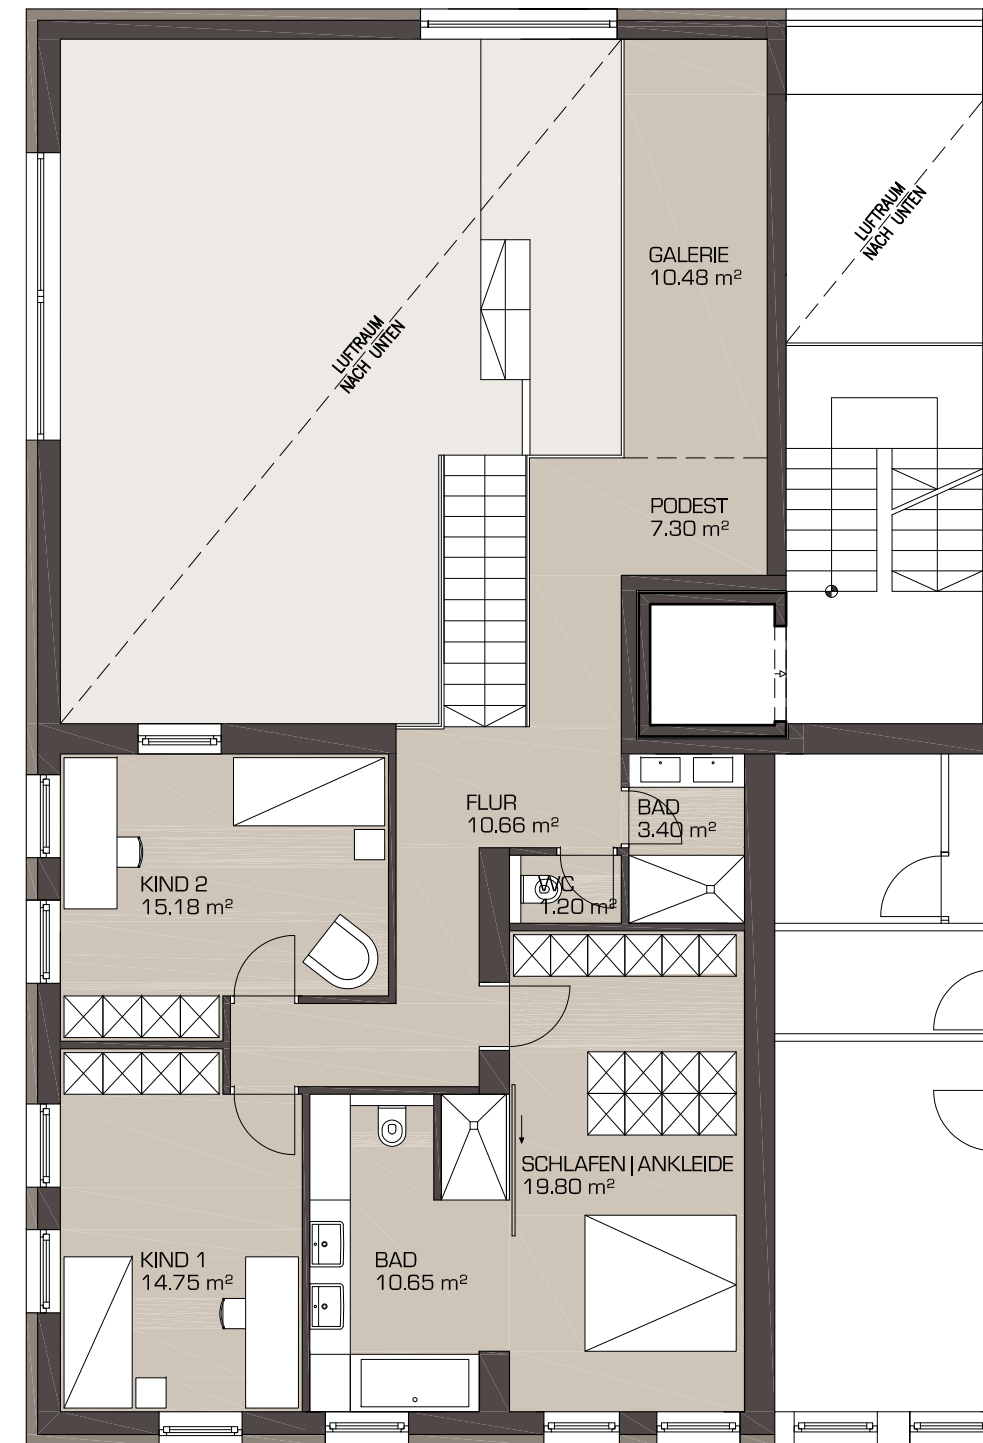 GALERIE
10.48 m²
LUFTRAUM
NACH UNTEN
LUFTRAUM
NACH UNTEN
PODEST
7.30 m²
FLUR
10.66 m²
BAD
3.40 m²
WC
1.20 m²
KIND 2
15.18 m²
SCHLAFEN|ANKLEIDE
19.80 m²
KIND 1
14.75 m²
BAD
10.65 m²